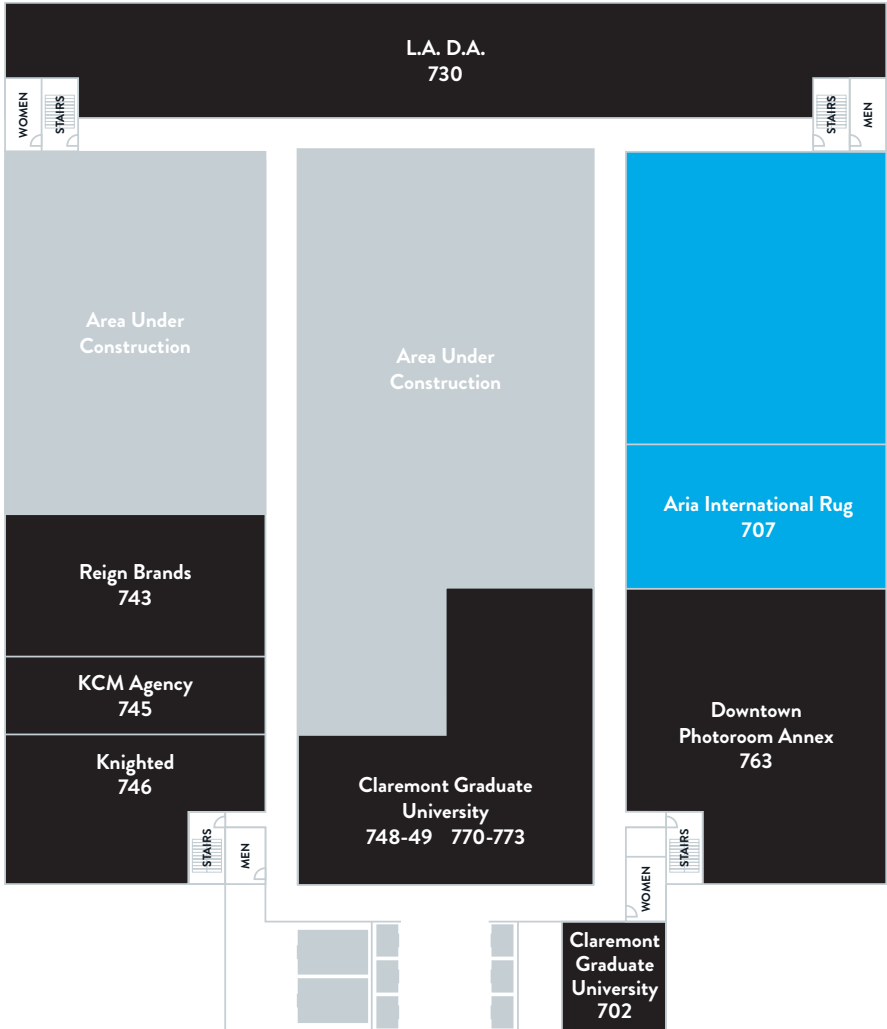 L.A. D.A.
730
WOMEN
STAIRS
STAIRS
MEN
Area Under
Construction
Area Under
Construction
Aria International Rug
707
Reign Brands
743
KCM Agency
745
Knighted
746
Downtown
Photoroom Annex
763
Claremont Graduate
University
748-49 770-773
STAIRS
MEN
STAIRS
WOMEN
Claremont
Graduate
University
702